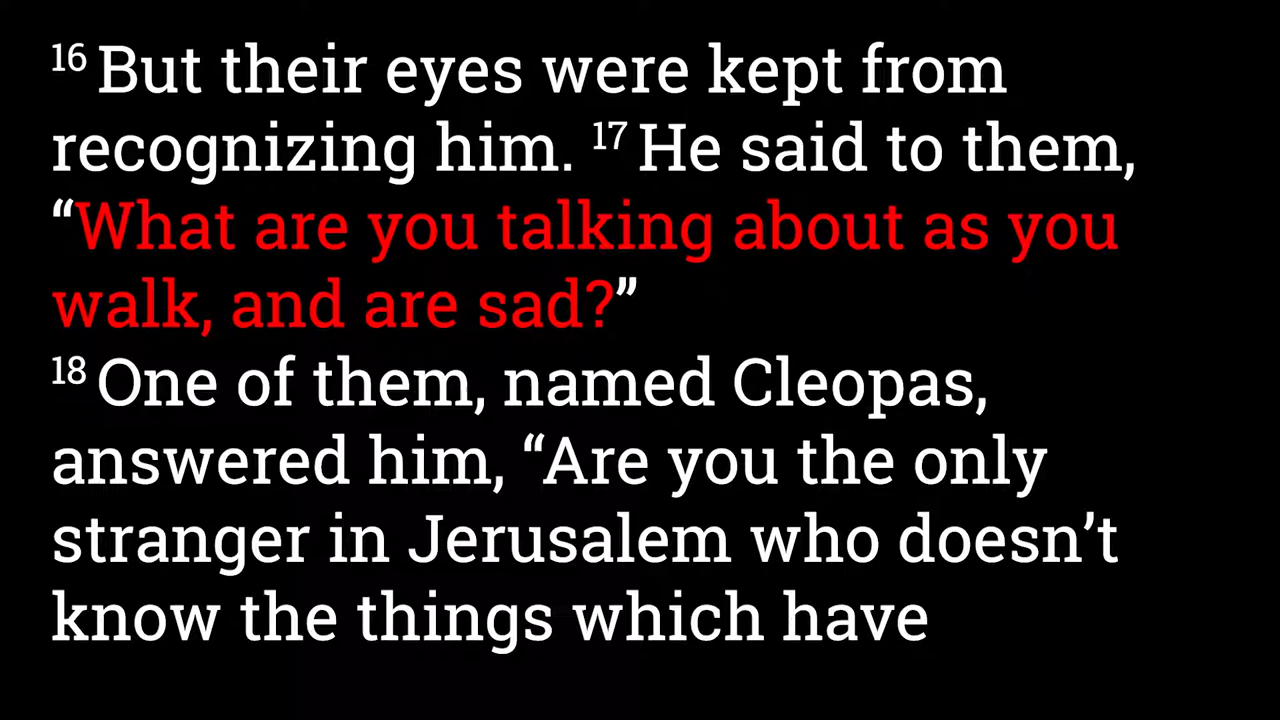 16 But their eyes were kept from
recognizing him. 17 He said to them,
“What are you talking about as you
walk, and are sad?”
18 One of them, named Cleopas,
answered him, “Are you the only
stranger in Jerusalem who doesn’t
know the things which have